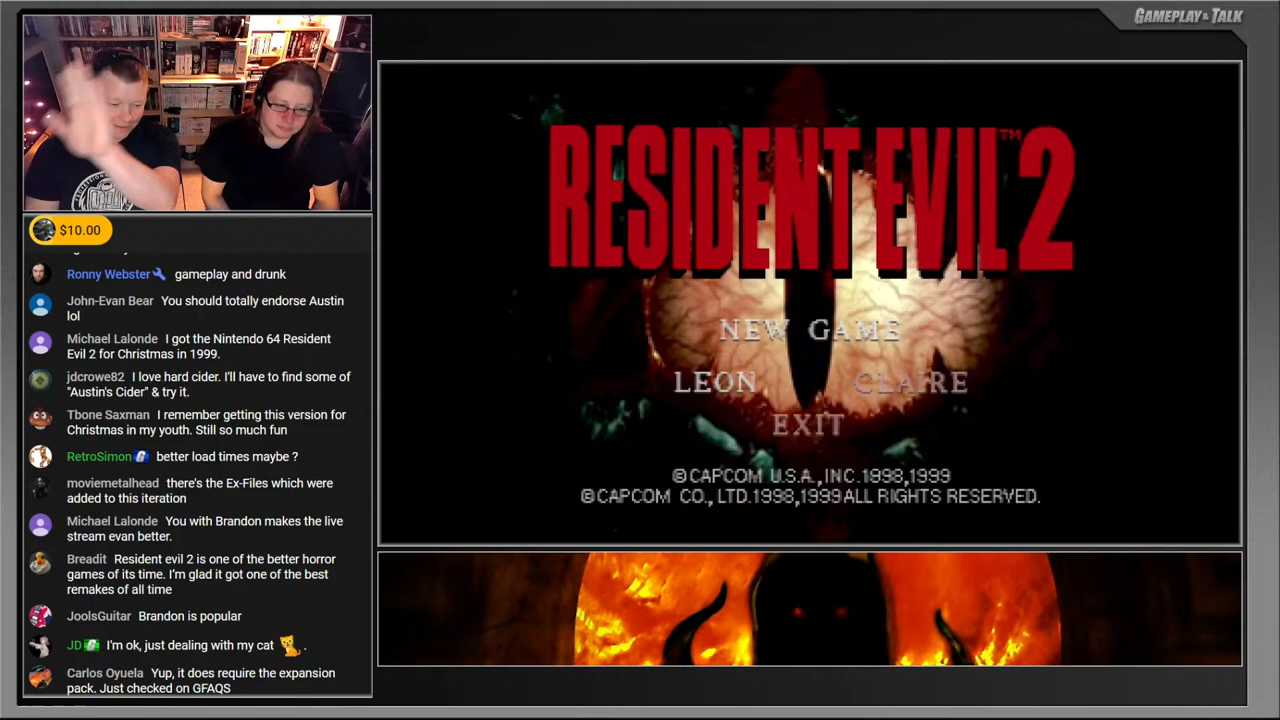 GAMEPLAY & TALK
$10.00
Ronny Webster gameplay and drunk
John-Evan Bear You should totally endorse Austin
lol
Michael Lalonde I got the Nintendo 64 Resident
Evil 2 for Christmas in 1999.
jdcrowe82 I love hard cider. I'll have to find some of
"Austin's Cider" & try it.
Tbone Saxman I remember getting this version for
Christmas in my youth. Still so much fun
RetroSimon better load times maybe ?
moviemetalhead there's the Ex-Files which were
added to this iteration
Michael Lalonde You with Brandon makes the live
stream evan better.
Breadit Resident evil 2 is one of the better horror
games of its time. I'm glad it got one of the best
remakes of all time
JoolsGuitar Brandon is popular
JD I'm ok, just dealing with my cat .
Carlos Oyuela Yup, it does require the expansion
pack. Just checked on GFAQS
RESIDENT EVIL™ 2
NEW GAME
LEON CLAIRE
EXIT
©CAPCOM U.S.A., INC.1998,1999
©CAPCOM CO., LTD.1998,1999 ALL RIGHTS RESERVED.